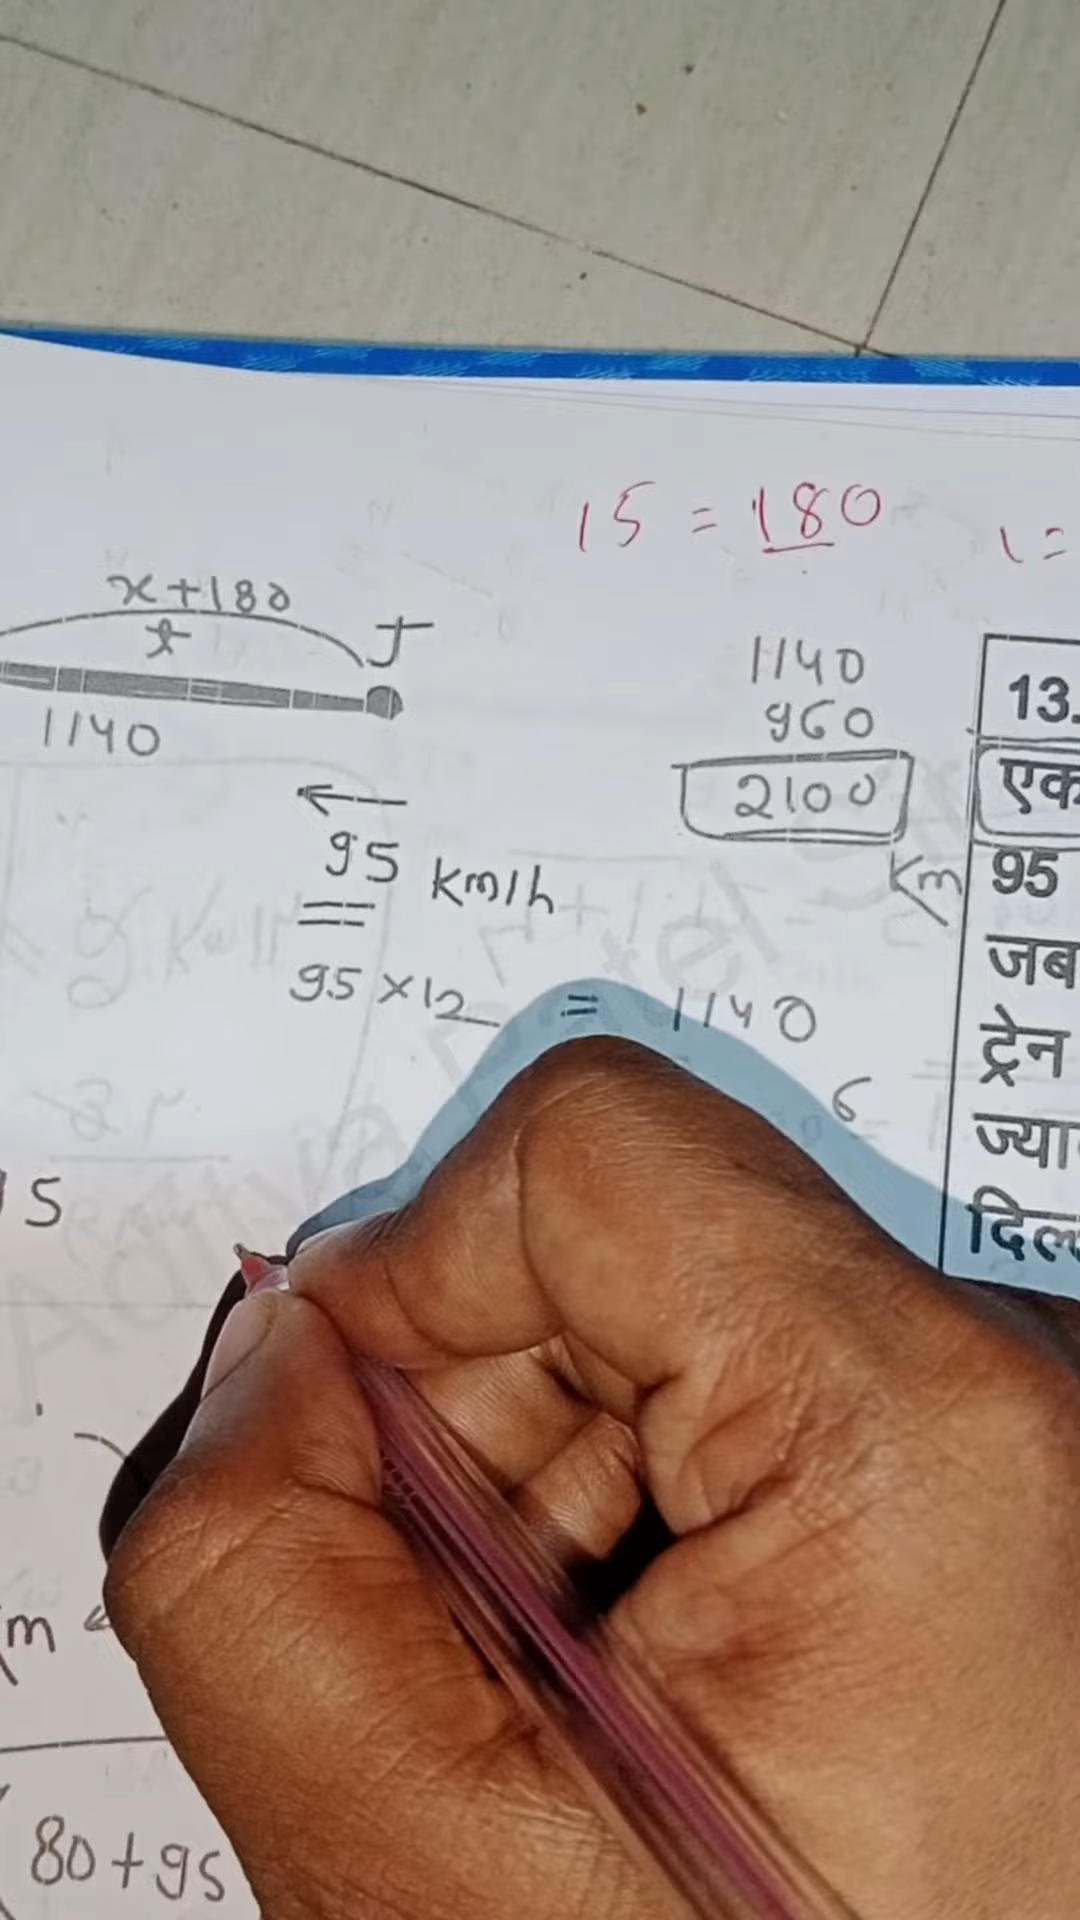 15 = 180
x+180
t
J
1140
1140
960
2100
Km
95 km/h
95 × 12 = 1140
6
5
m
80+95
13.
एक
95
जब
ट्रेन
ज्या
दिल